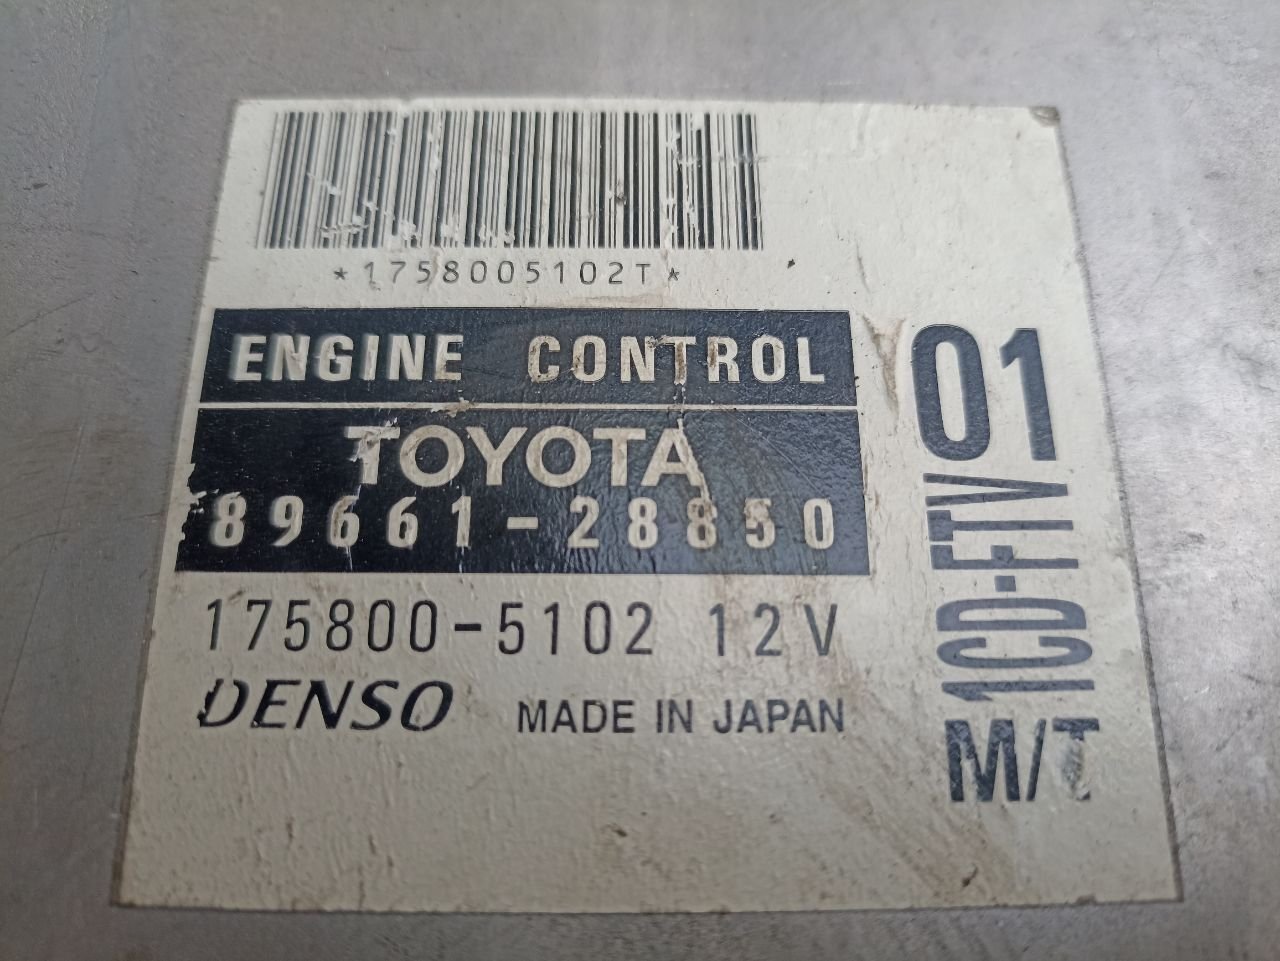 *1758005102T*
ENGINE CONTROL
TOYOTA
89661-28850
175800-5102 12V
DENSO MADE IN JAPAN
01
1CD-FTV
M/T